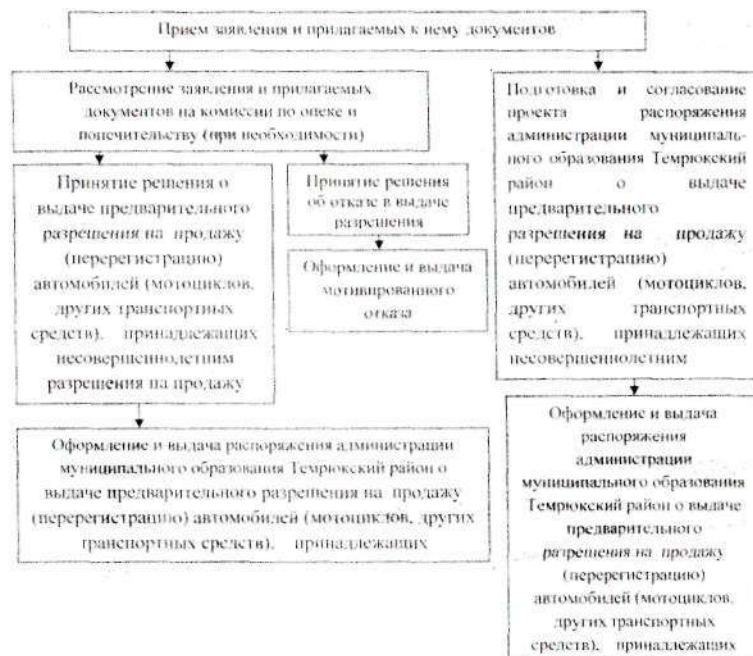 Прием заявления и прилагаемых к нему документов
Рассмотрение заявления и прилагаемых
документов на комиссии по опеке и
попечительству (при необходимости)
Принятие решения о
выдаче предварительного
разрешения на продажу
(перерегистрацию)
автомобилей (мотоциклов,
других транспортных
средств), принадлежащих
несовершеннолетним
разрешения на продажу
Принятие решения
об отказе в выдаче
разрешения
Оформление и выдача
мотивированного
отказа
Оформление и выдача распоряжения администрации
муниципального образования Темрюкский район о
выдаче предварительного разрешения на продажу
(перерегистрацию) автомобилей (мотоциклов, других
транспортных средств), принадлежащих
Подготовка и согласование
проекта распоряжения
администрации муниципаль-
ного образования Темрюкский
район о выдаче
предварительного
разрешения на продажу
(перерегистрацию)
автомобилей (мотоциклов,
других транспортных
средств), принадлежащих
несовершеннолетним
Оформление и выдача
распоряжения
администрации
муниципального образования
Темрюкский район о выдаче
предварительного
разрешения на продажу
(перерегистрацию)
автомобилей (мотоциклов,
других транспортных
средств), принадлежащих